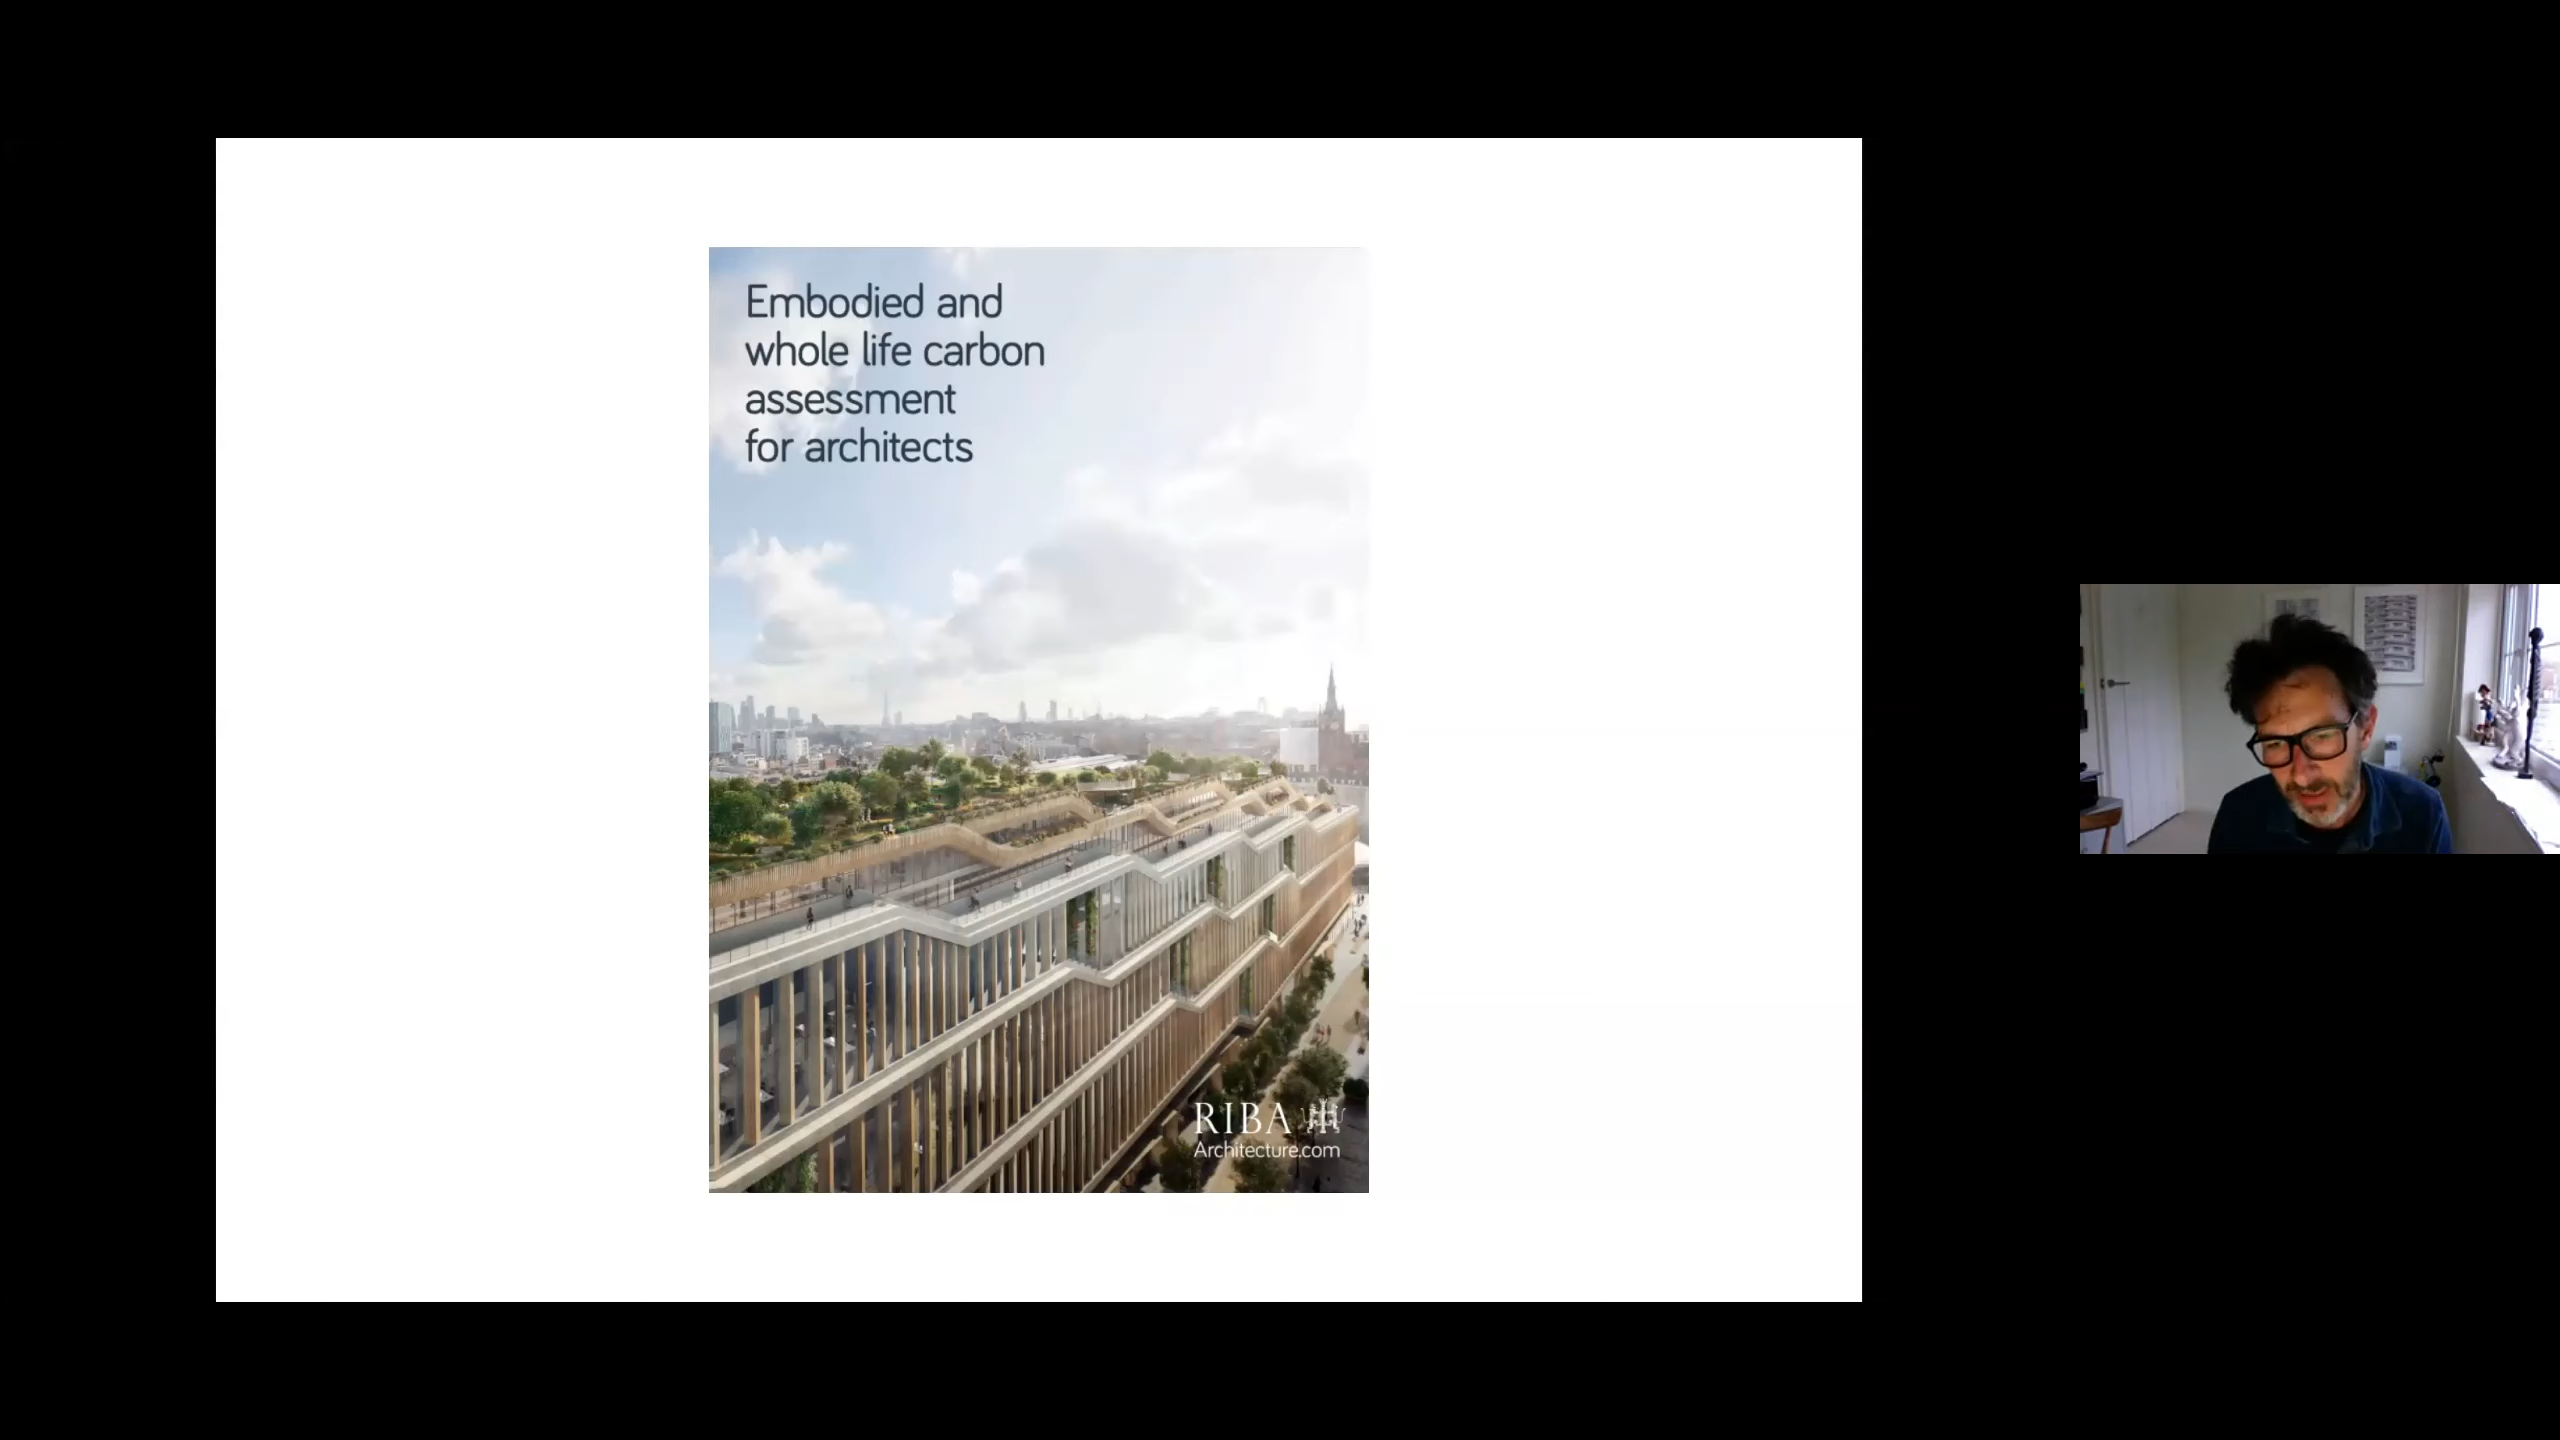 Embodied and
whole life carbon
assessment
for architects
RIBA
Architecture.com